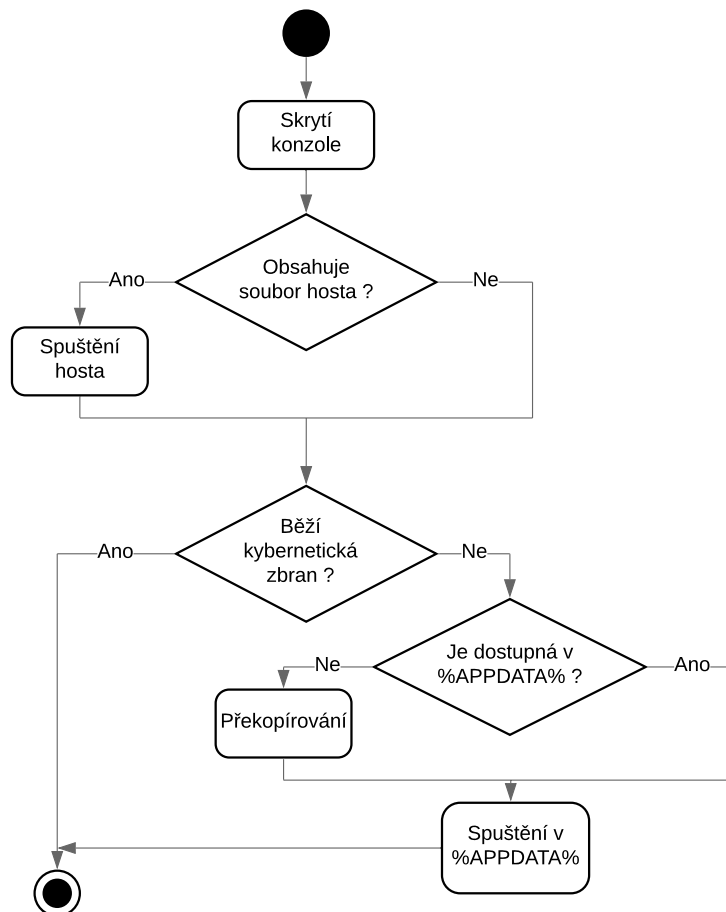 Skrytí
konzole
Obsahuje
soubor hosta ?
Ano
Ne
Spuštění
hosta
Běží
kybernetická
zbran ?
Ano
Ne
Je dostupná v
%APPDATA% ?
Ne
Ano
Překopírování
Spuštění v
%APPDATA%